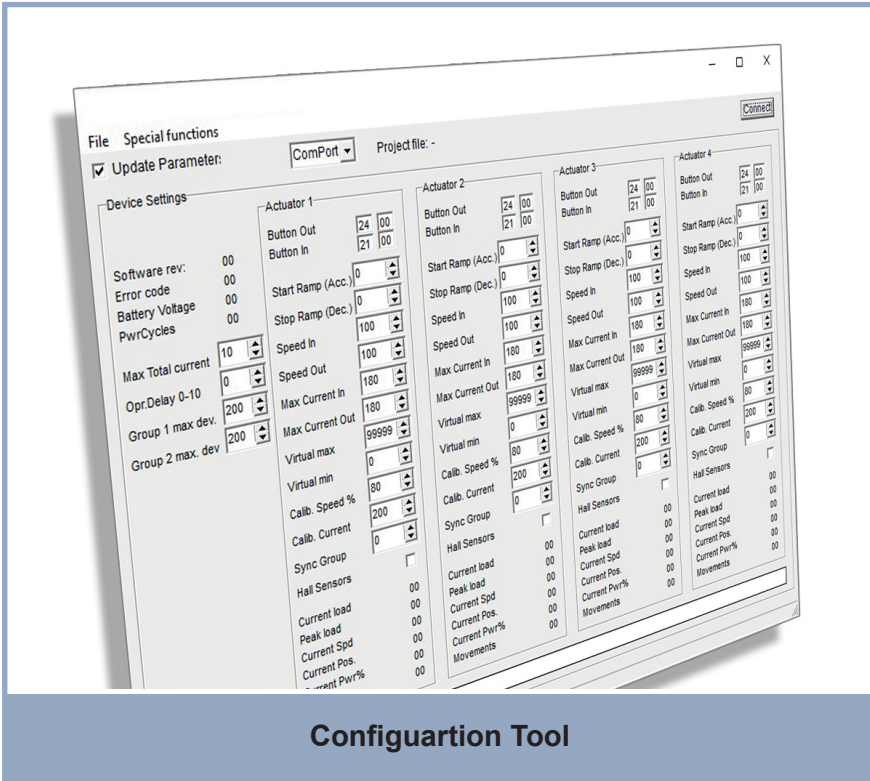 File Special functions
Connect
Update Parameter
ComPort
Project file: -
Device Settings
Software rev: 00
Error code 00
Battery Voltage 00
PwrCycles 00
Max Total current 10
Opr.Delay 0-10 0
Group 1 max dev. 200
Group 2 max. dev 200
Actuator 1
Button Out 24 00
Button In 21 00
Start Ramp (Acc.) 0
Stop Ramp (Dec.) 0
Speed In 100
Speed Out 100
Max Current In 180
Max Current Out 180
Virtual max 99999
Virtual min 0
Calib. Speed % 80
Calib. Current 200
Sync Group 0
Hall Sensors
Current load 00
Peak load 00
Current Spd 00
Current Pos. 00
Current Pwr% 00
Actuator 2
Button Out 24 00
Button In 21 00
Start Ramp (Acc.) 0
Stop Ramp (Dec.) 0
Speed In 100
Speed Out 100
Max Current In 180
Max Current Out 180
Virtual max 99999
Virtual min 0
Calib. Speed % 80
Calib. Current 200
Sync Group 0
Hall Sensors
Current load 00
Peak load 00
Current Spd 00
Current Pos. 00
Current Pwr% 00
Movements 00
Actuator 3
Button Out 24 00
Button In 21 00
Start Ramp (Acc.) 0
Stop Ramp (Dec.) 0
Speed In 100
Speed Out 100
Max Current In 180
Max Current Out 180
Virtual max 99999
Virtual min 0
Calib. Speed % 80
Calib. Current 200
Sync Group 0
Hall Sensors
Current load 00
Peak load 00
Current Spd 00
Current Pos. 00
Current Pwr% 00
Movements 00
Actuator 4
Button Out 24 00
Button In 21 00
Start Ramp (Acc.) 0
Stop Ramp (Dec.) 0
Speed In 100
Speed Out 100
Max Current In 180
Max Current Out 180
Virtual max 99999
Virtual min 0
Calib. Speed % 80
Calib. Current 200
Sync Group 0
Hall Sensors
Current load 00
Peak load 00
Current Spd 00
Current Pos. 00
Current Pwr% 00
Movements 00
Configuartion Tool